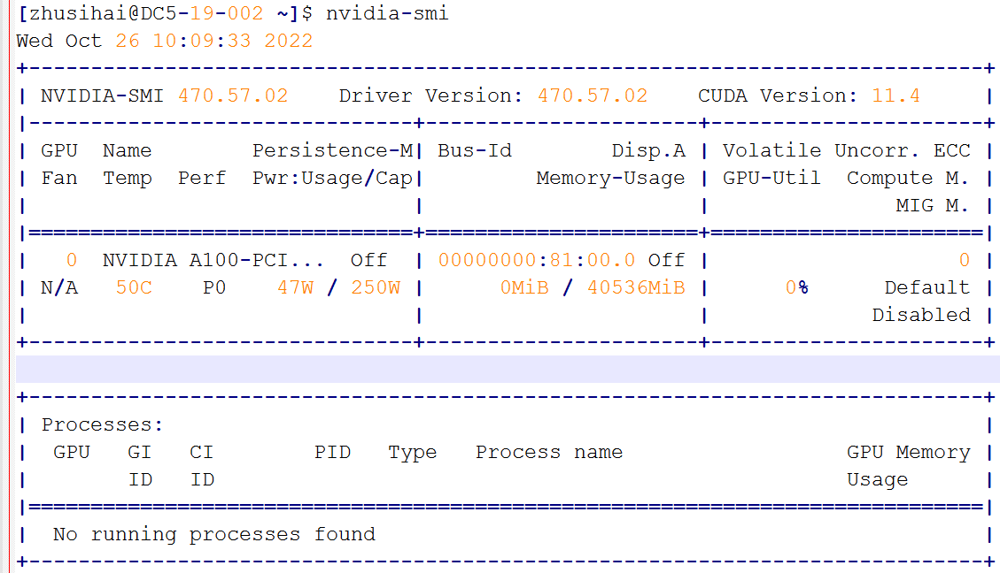 [zhusihai@DC5-19-002 ~]$ nvidia-smi
Wed Oct 26 10:09:33 2022
+-----------------------------------------------------------------------------+
| NVIDIA-SMI 470.57.02    Driver Version: 470.57.02    CUDA Version: 11.4     |
|-------------------------------+----------------------+----------------------+
| GPU  Name        Persistence-M| Bus-Id        Disp.A | Volatile Uncorr. ECC |
| Fan  Temp  Perf  Pwr:Usage/Cap|         Memory-Usage | GPU-Util  Compute M. |
|                               |                      |               MIG M. |
|===============================+======================+======================|
|   0  NVIDIA A100-PCI...  Off  | 00000000:81:00.0 Off |                    0 |
| N/A   50C    P0    47W / 250W |      0MiB / 40536MiB |      0%      Default |
|                               |                      |             Disabled |
+-------------------------------+----------------------+----------------------+
+-----------------------------------------------------------------------------+
| Processes:                                                                  |
|  GPU   GI   CI        PID   Type   Process name                  GPU Memory |
|        ID   ID                                                   Usage      |
|=============================================================================|
|  No running processes found                                                 |
+-----------------------------------------------------------------------------+